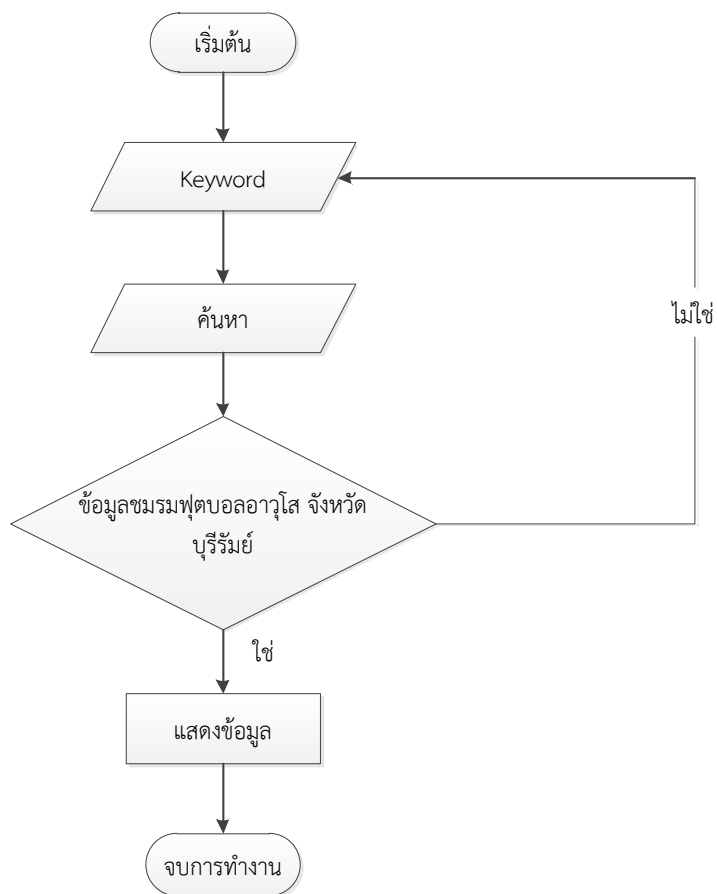 เริ่มต้น
Keyword
ค้นหา
ไม่ใช่
ข้อมูลชมรมฟุตบอลอาวุโส จังหวัด
บุรีรัมย์
ใช่
แสดงข้อมูล
จบการทำงาน